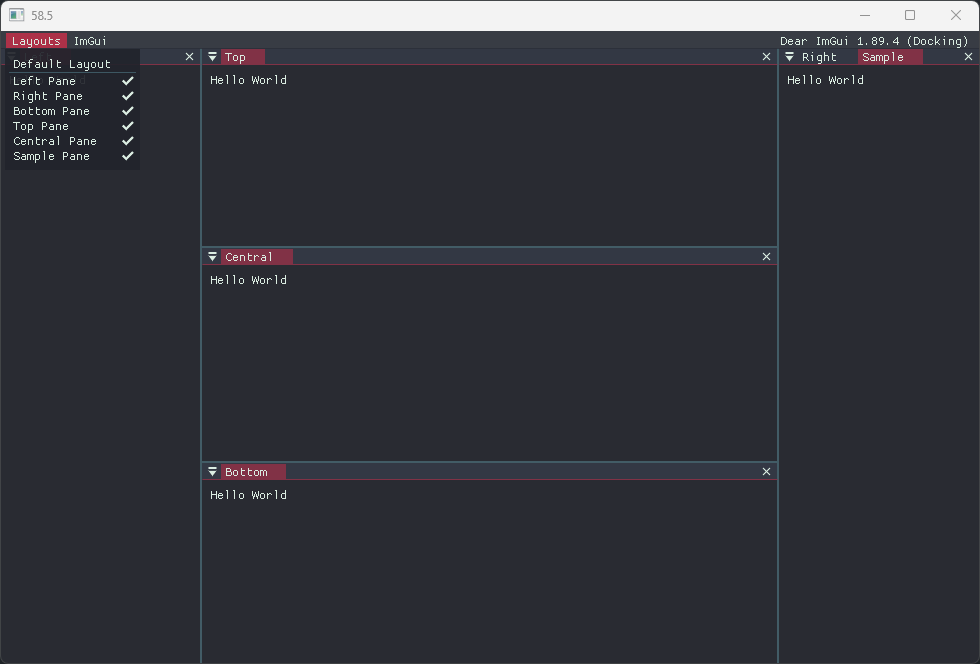 58.5
Layouts ImGui Dear ImGui 1.89.4 (Docking)
Default Layout
Left Pane
Right Pane
Bottom Pane
Top Pane
Central Pane
Sample Pane
Top
Hello World
Central
Hello World
Bottom
Hello World
Right Sample
Hello World